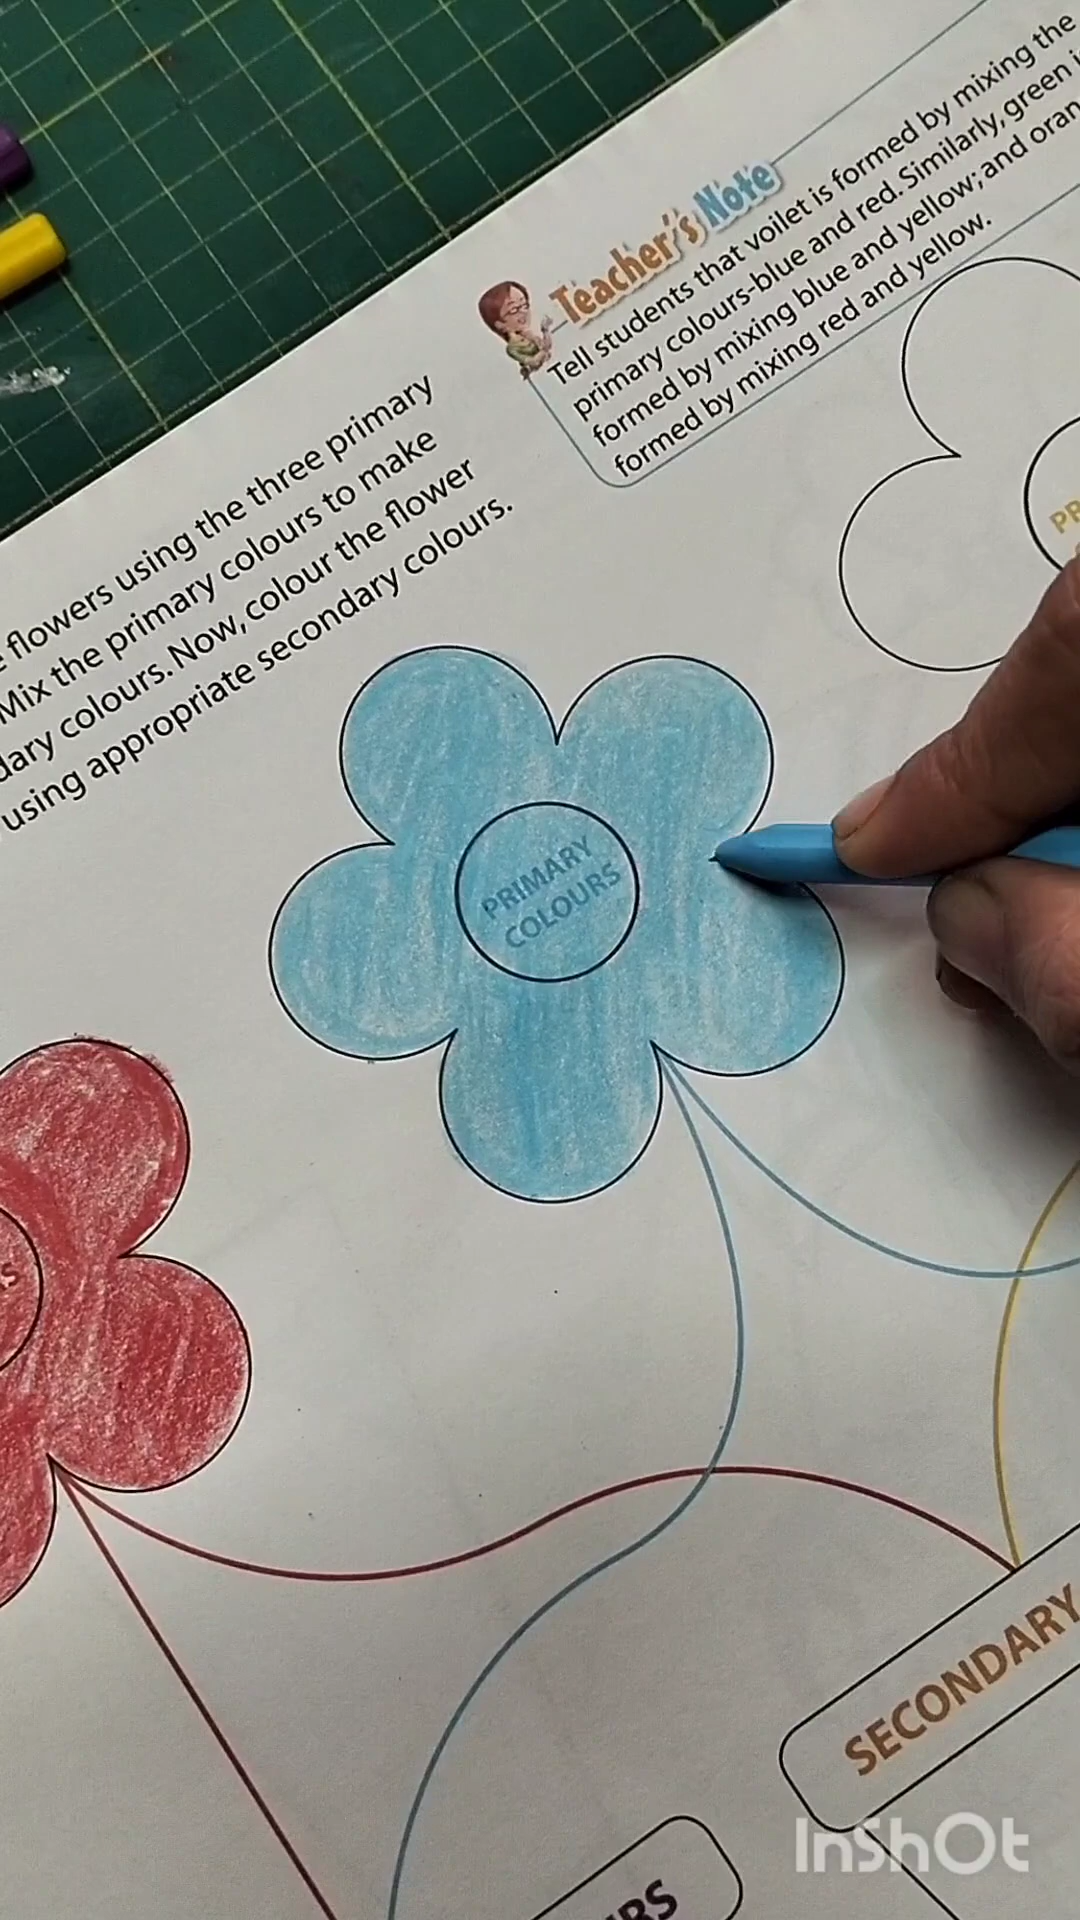 Teacher's Note
Tell students that voilet is formed by mixing the
primary colours-blue and red. Similarly, green
formed by mixing blue and yellow; and
formed by mixing red and yellow.
flowers using the three primary
Mix the primary colours to make
colours. Now, colour the flower
using appropriate secondary colours.
PRIMARY
COLOURS
SECONDARY
InShOt